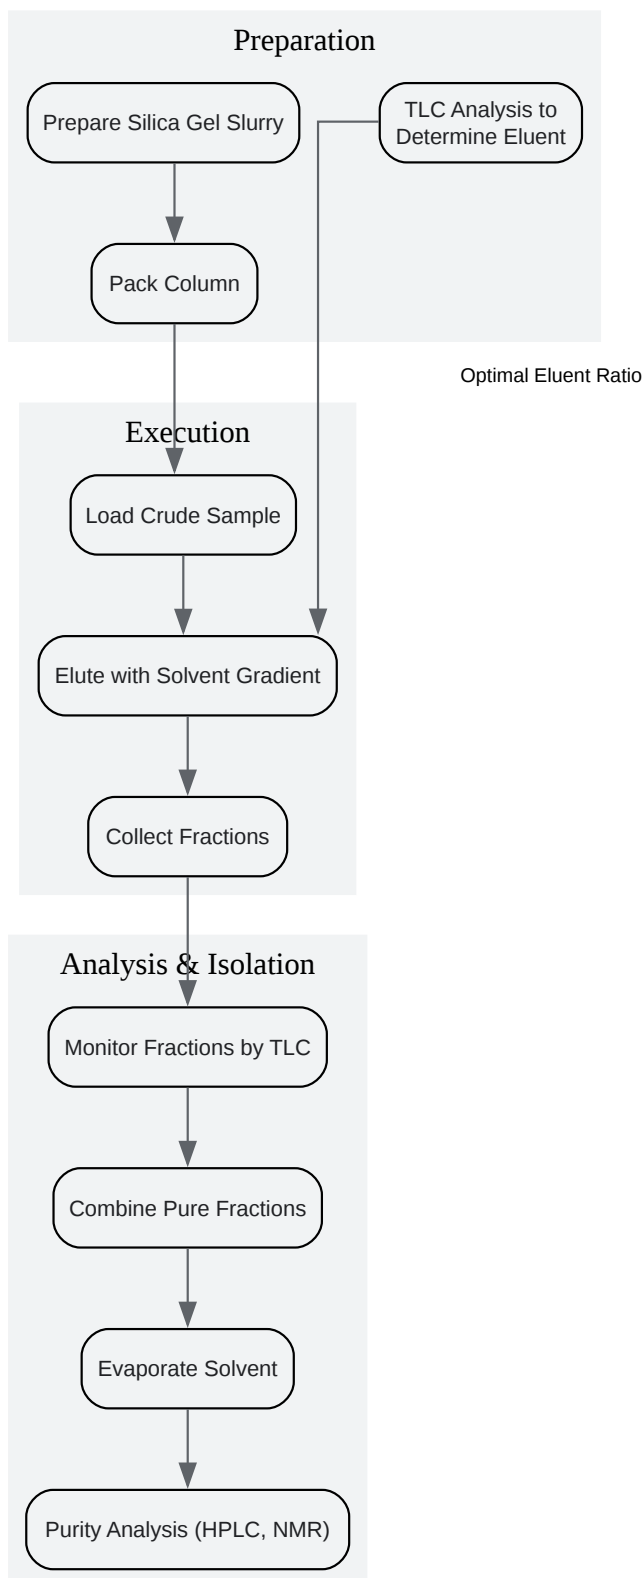 Preparation
Prepare Silica Gel Slurry
TLC Analysis to
Determine Eluent
Pack Column
Optimal Eluent Ratio
Execution
Load Crude Sample
Elute with Solvent Gradient
Collect Fractions
Analysis & Isolation
Monitor Fractions by TLC
Combine Pure Fractions
Evaporate Solvent
Purity Analysis (HPLC, NMR)